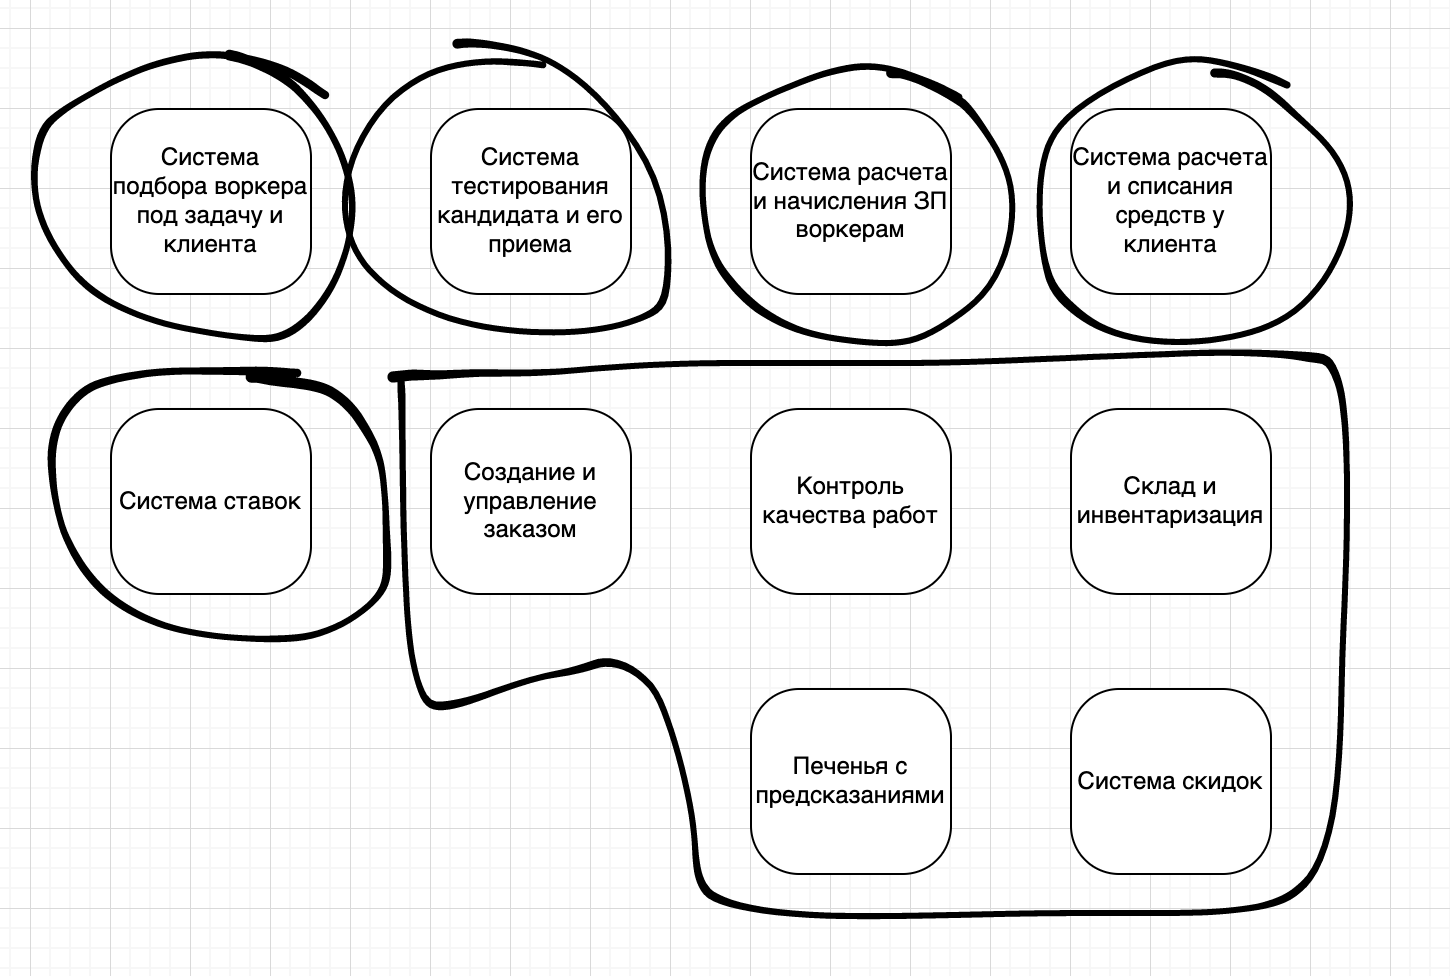 Система
подбора воркера
под задачу и
клиента
Система
тестирования
кандидата и его
приема
Система расчета
и начисления ЗП
воркерам
Система расчета
и списания
средств у
клиента
Система ставок
Создание и
управление
заказом
Контроль
качества работ
Склад и
инвентаризация
Печенья с
предсказаниями
Система скидок